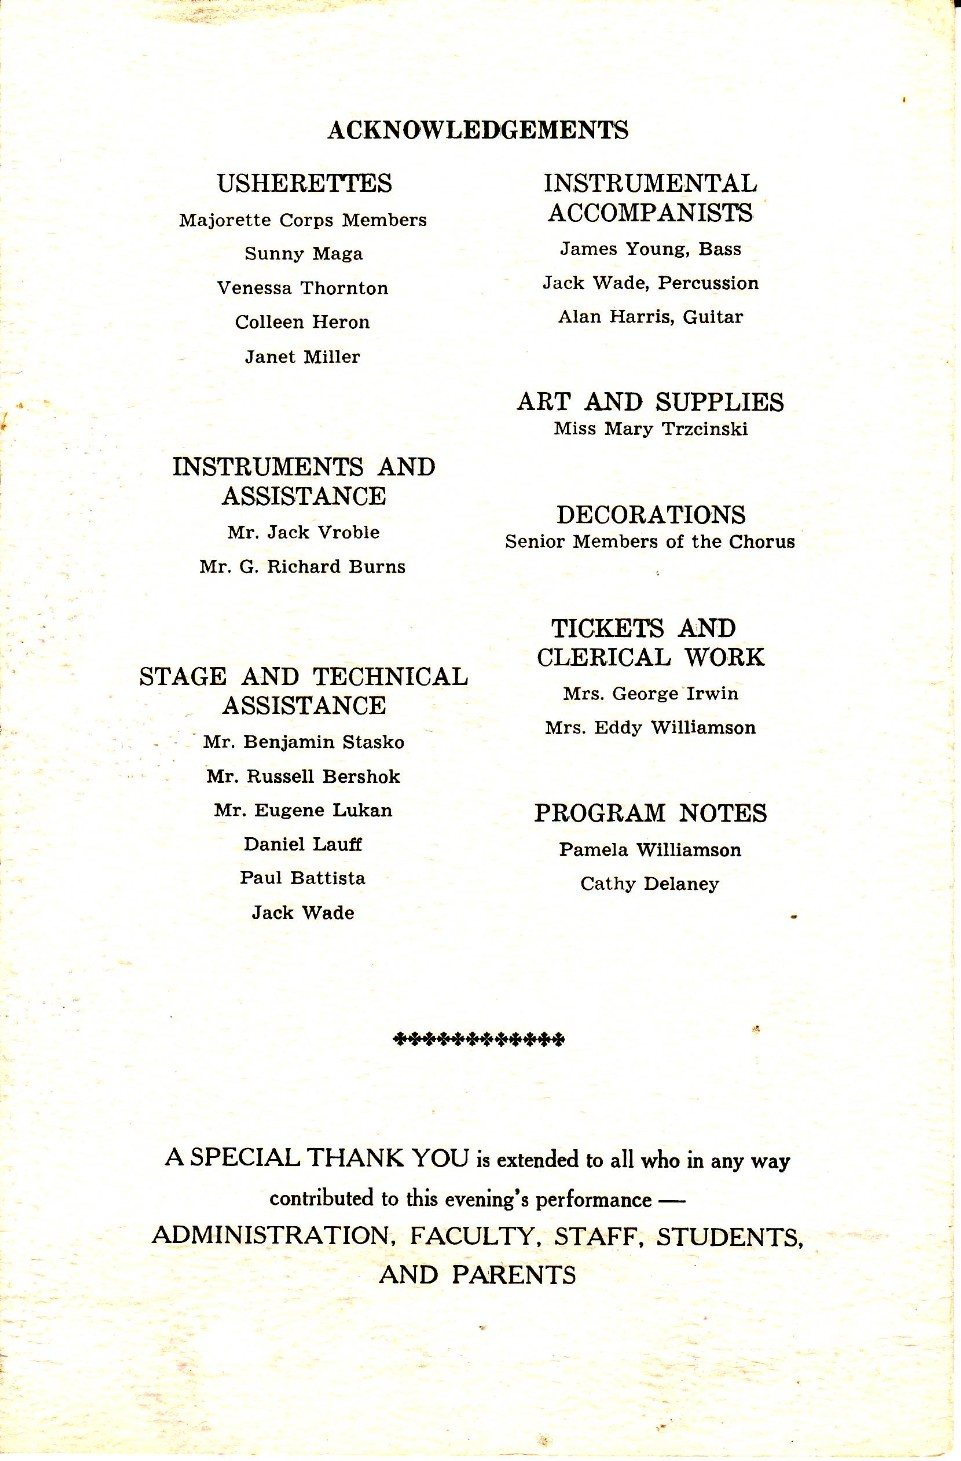 ACKNOWLEDGEMENTS
USHERETTES
Majorette Corps Members
Sunny Maga
Venessa Thornton
Colleen Heron
Janet Miller
INSTRUMENTS AND
ASSISTANCE
Mr. Jack Vroble
Mr. G. Richard Burns
STAGE AND TECHNICAL
ASSISTANCE
Mr. Benjamin Stasko
Mr. Russell Bershok
Mr. Eugene Lukan
Daniel Lauff
Paul Battista
Jack Wade
INSTRUMENTAL
ACCOMPANISTS
James Young, Bass
Jack Wade, Percussion
Alan Harris, Guitar
ART AND SUPPLIES
Miss Mary Trzcinski
DECORATIONS
Senior Members of the Chorus
TICKETS AND
CLERICAL WORK
Mrs. George Irwin
Mrs. Eddy Williamson
PROGRAM NOTES
Pamela Williamson
Cathy Delaney
A SPECIAL THANK YOU is extended to all who in any way
contributed to this evening's performance —
ADMINISTRATION, FACULTY, STAFF, STUDENTS,
AND PARENTS